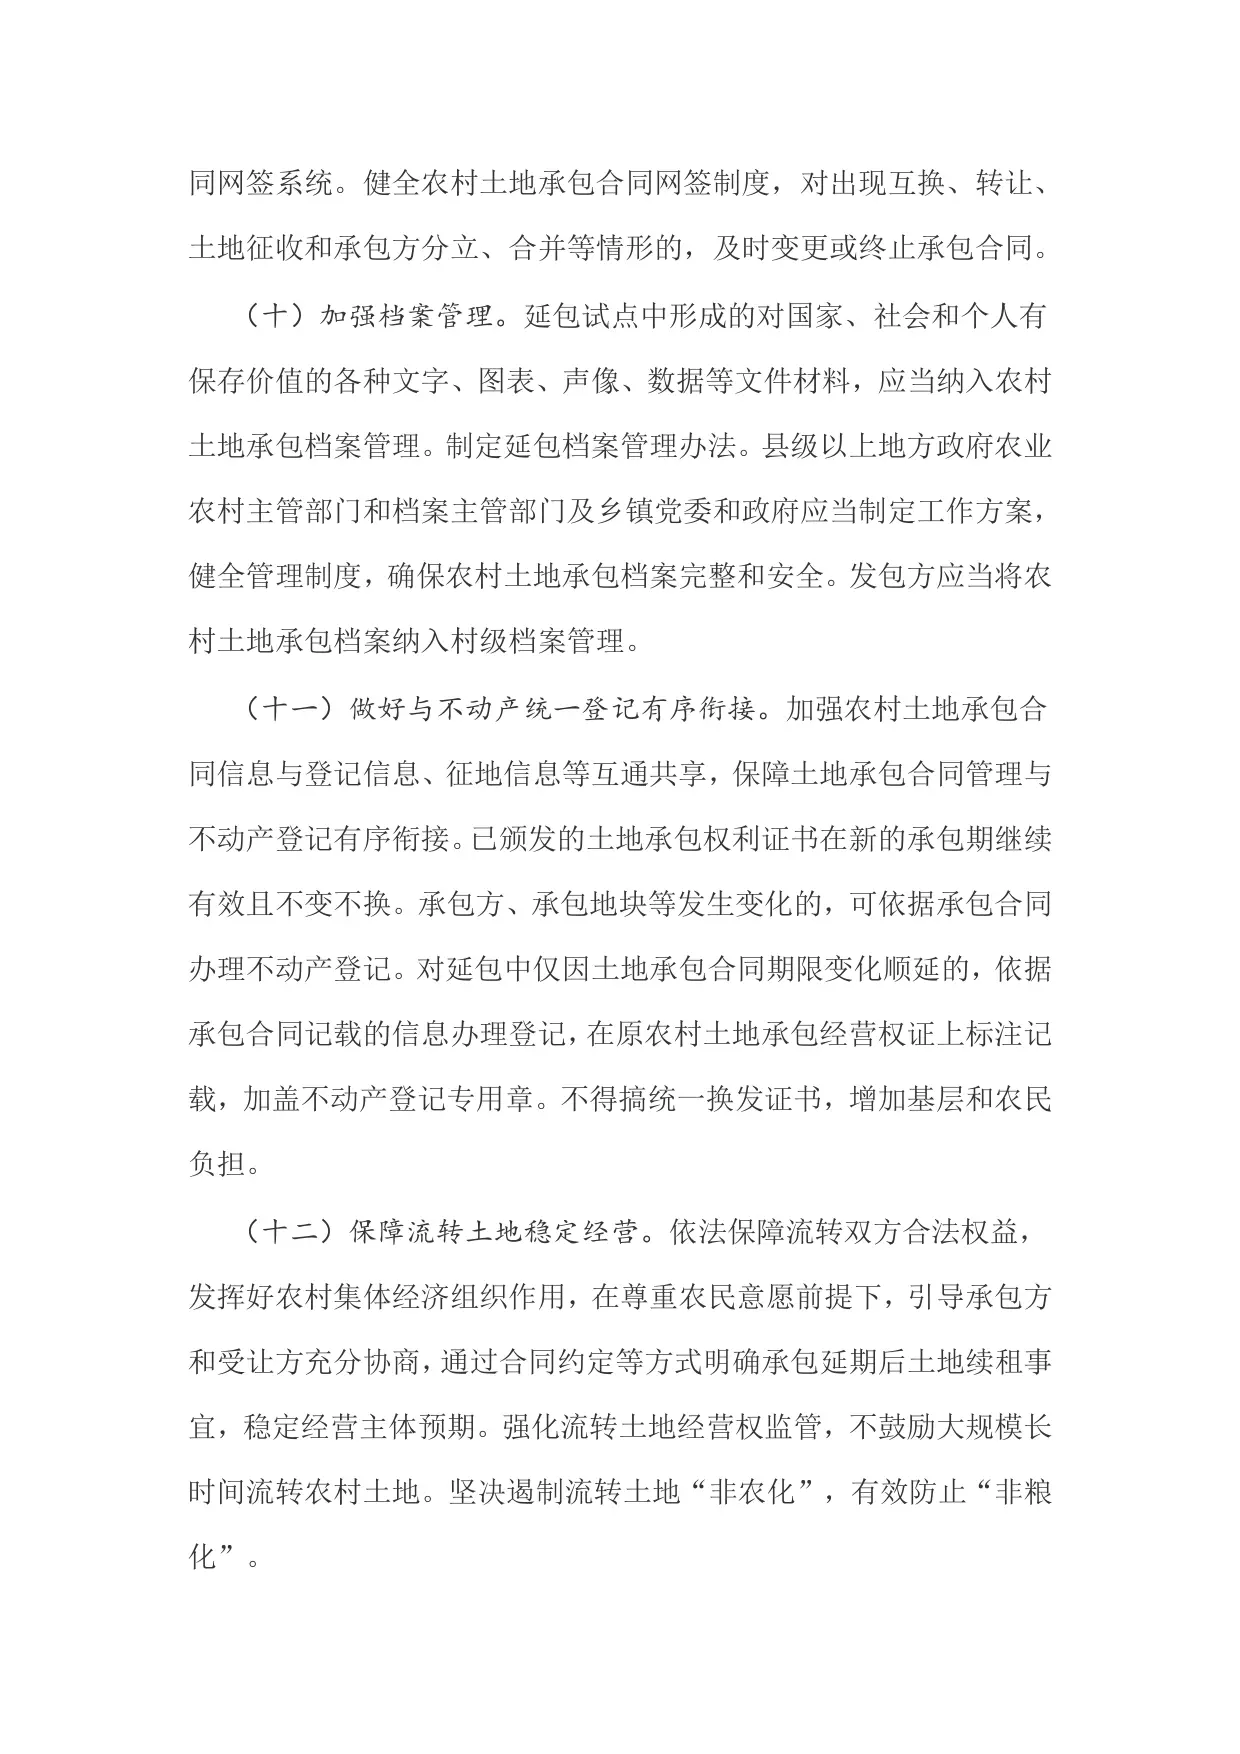 同网签系统。健全农村土地承包合同网签制度，对出现互换、转让、
土地征收和承包方分立、合并等情形的，及时变更或终止承包合同。
（十）加强档案管理。延包试点中形成的对国家、社会和个人有
保存价值的各种文字、图表、声像、数据等文件材料，应当纳入农村
土地承包档案管理。制定延包档案管理办法。县级以上地方政府农业
农村主管部门和档案主管部门及乡镇党委和政府应当制定工作方案，
健全管理制度，确保农村土地承包档案完整和安全。发包方应当将农
村土地承包档案纳入村级档案管理。
（十一）做好与不动产统一登记有序衔接。加强农村土地承包合
同信息与登记信息、征地信息等互通共享，保障土地承包合同管理与
不动产登记有序衔接。已颁发的土地承包权利证书在新的承包期继续
有效且不变不换。承包方、承包地块等发生变化的，可依据承包合同
办理不动产登记。对延包中仅因土地承包合同期限变化顺延的，依据
承包合同记载的信息办理登记，在原农村土地承包经营权证上标注记
载，加盖不动产登记专用章。不得搞统一换发证书，增加基层和农民
负担。
（十二）保障流转土地稳定经营。依法保障流转双方合法权益，
发挥好农村集体经济组织作用，在尊重农民意愿前提下，引导承包方
和受让方充分协商，通过合同约定等方式明确承包延期后土地续租事
宜，稳定经营主体预期。强化流转土地经营权监管，不鼓励大规模长
时间流转农村土地。坚决遏制流转土地“非农化”，有效防止“非粮
化”。